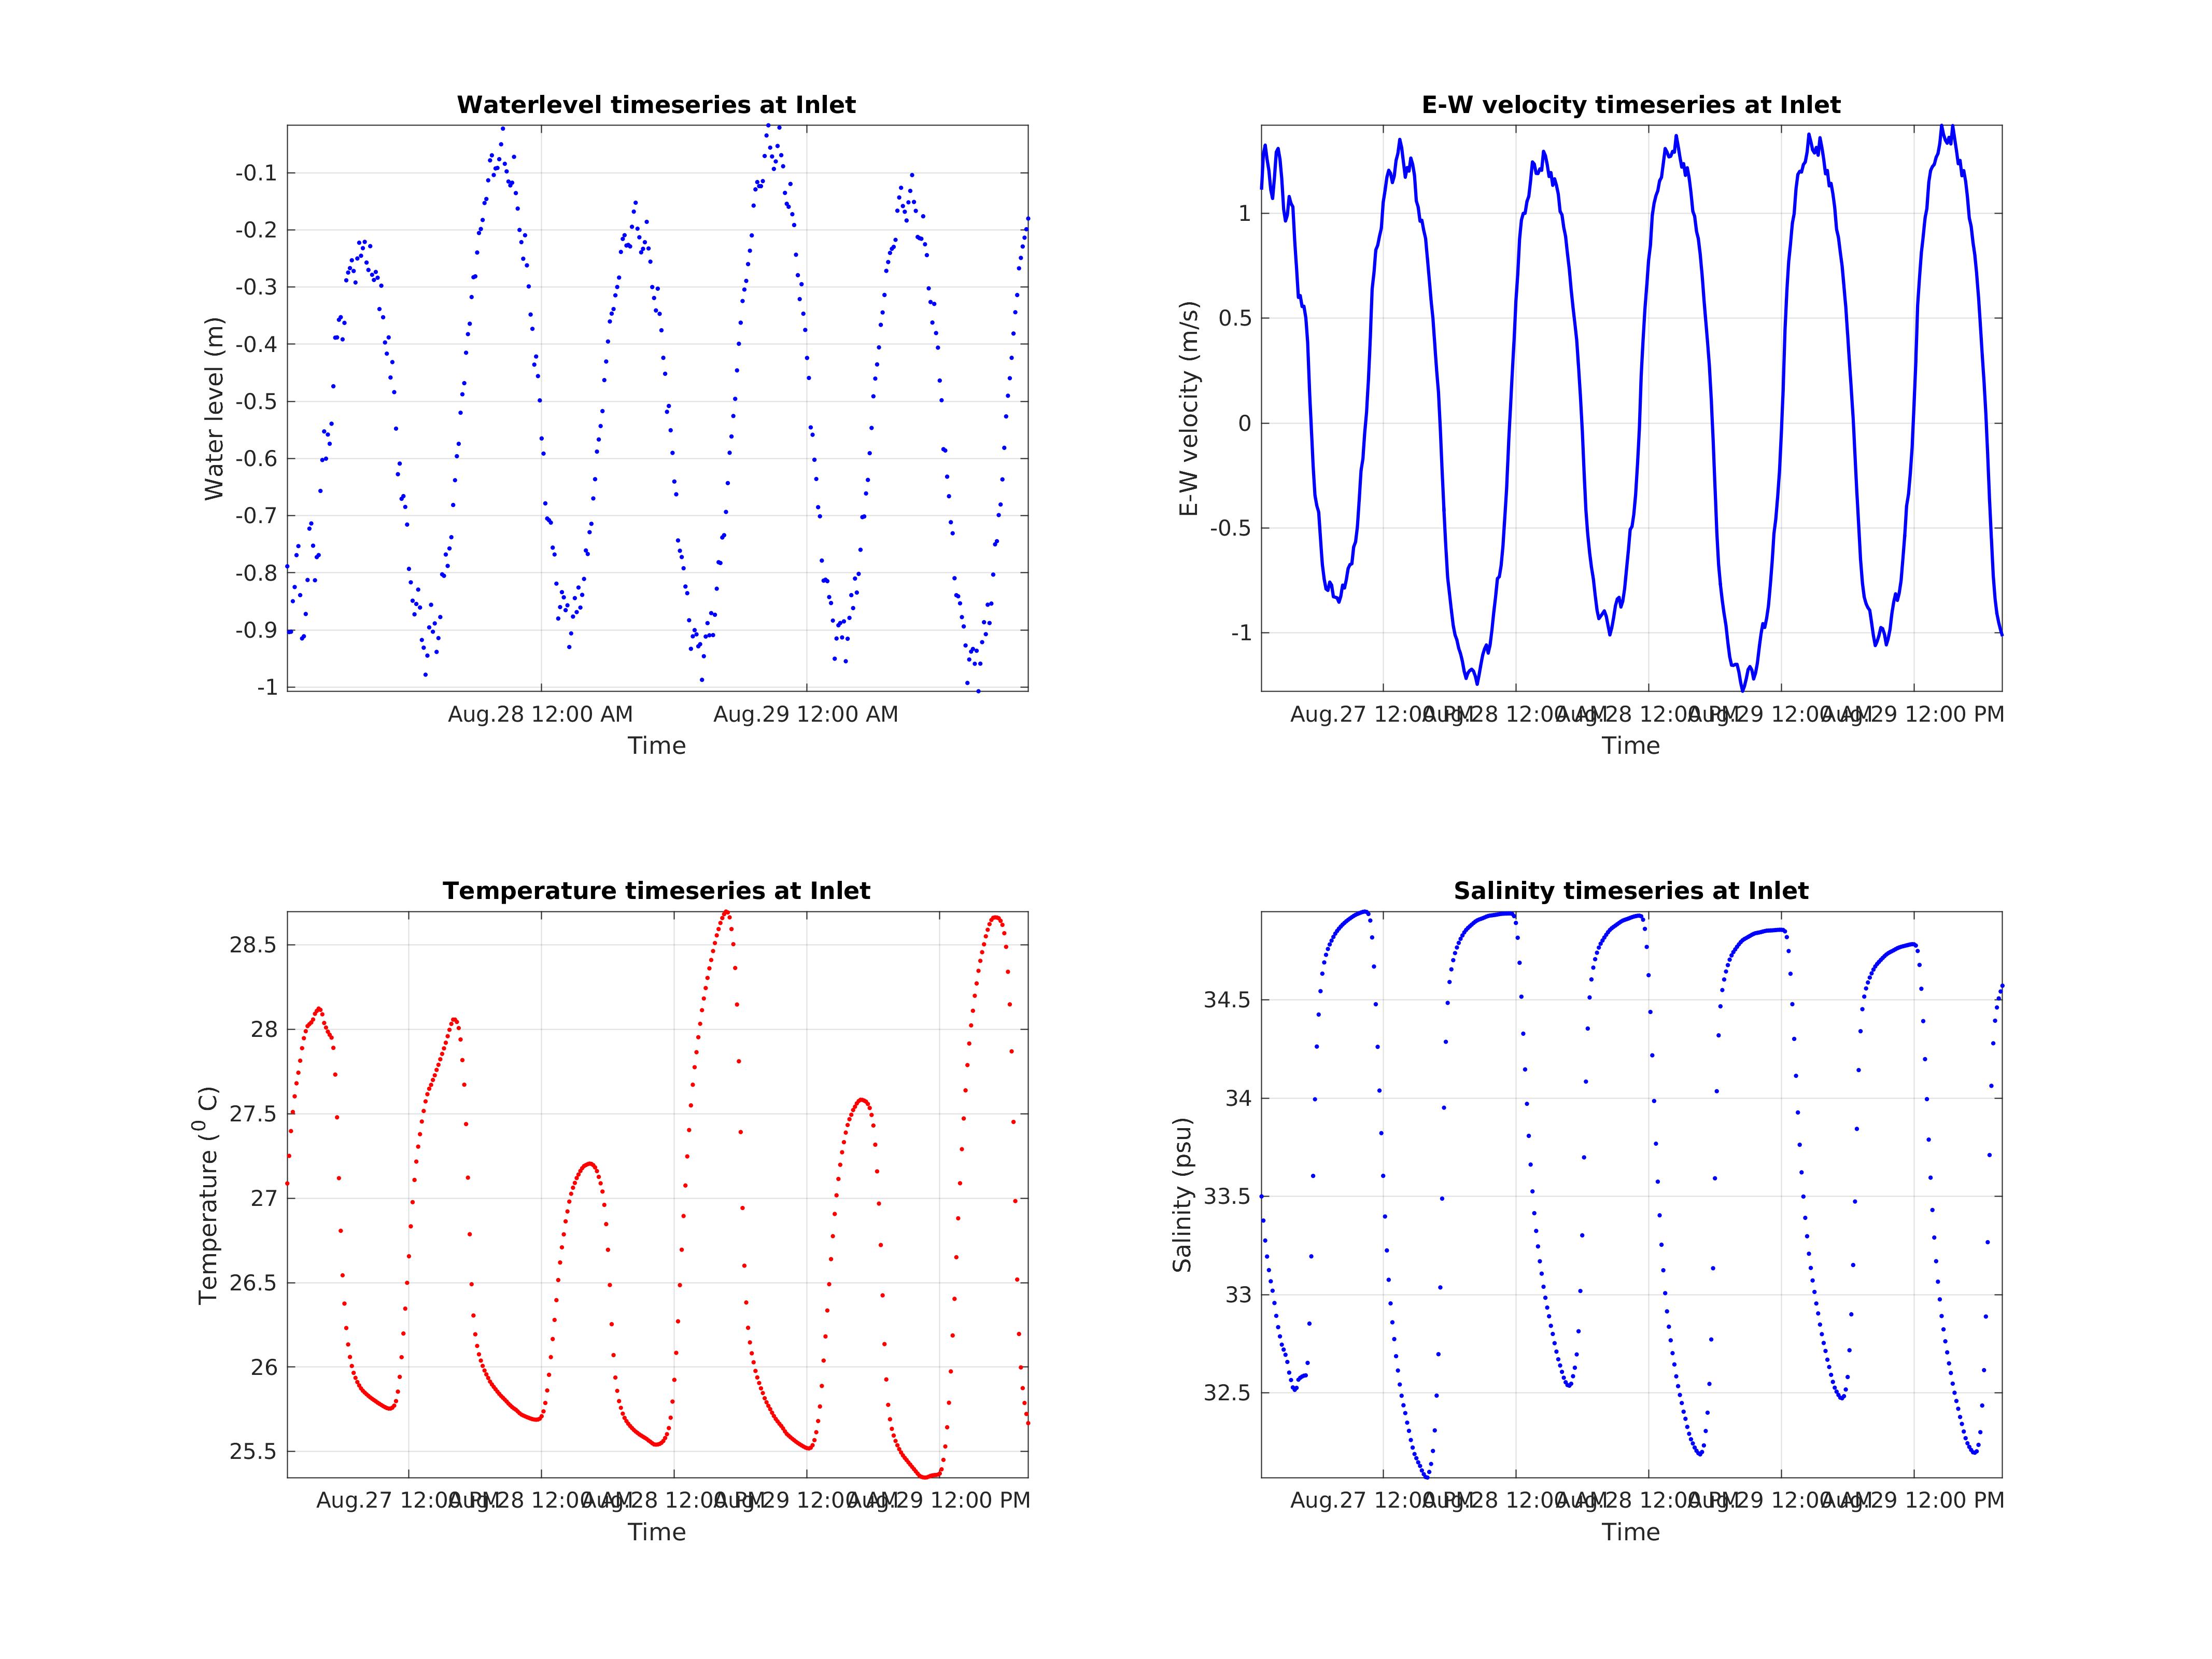 Waterlevel timeseries at Inlet
Water level (m)
-0.1
-0.2
-0.3
-0.4
-0.5
-0.6
-0.7
-0.8
-0.9
-1
Aug.28 12:00 AM
Aug.29 12:00 AM
Time
E-W velocity timeseries at Inlet
E-W velocity (m/s)
1
0.5
0
-0.5
-1
Aug.27 12:00 PM
Aug.28 12:00 AM
Aug.28 12:00 PM
Aug.29 12:00 AM
Aug.29 12:00 PM
Time
Temperature timeseries at Inlet
Temperature (⁰ C)
28.5
28
27.5
27
26.5
26
25.5
Aug.27 12:00 PM
Aug.28 12:00 AM
Aug.28 12:00 PM
Aug.29 12:00 AM
Aug.29 12:00 PM
Time
Salinity timeseries at Inlet
Salinity (psu)
34.5
34
33.5
33
32.5
Aug.27 12:00 PM
Aug.28 12:00 AM
Aug.28 12:00 PM
Aug.29 12:00 AM
Aug.29 12:00 PM
Time